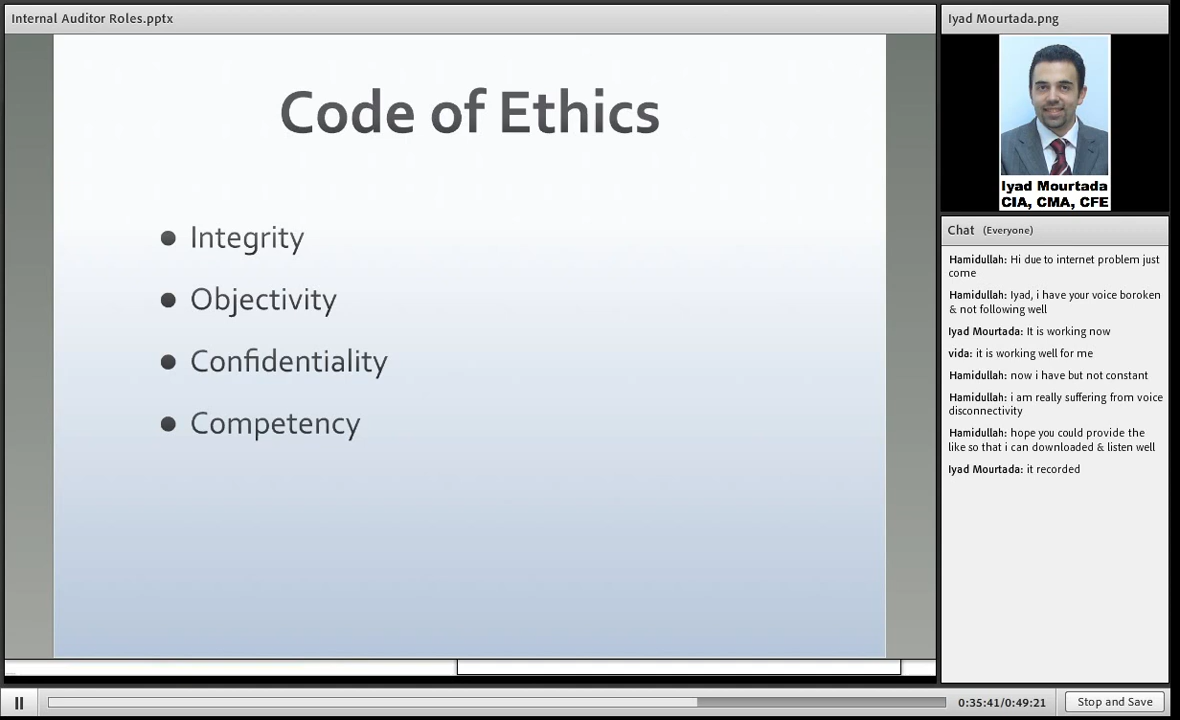 Internal Auditor Roles.pptx
Code of Ethics
Integrity
Objectivity
Confidentiality
Competency
Iyad Mourtada.png
Iyad Mourtada
CIA, CMA, CFE
Chat (Everyone)
Hamidullah: Hi due to internet problem just
come
Hamidullah: Iyad, i have your voice boroken
& not following well
Iyad Mourtada: It is working now
vida: it is working well for me
Hamidullah: now i have but not constant
Hamidullah: i am really suffering from voice
disconnectivity
Hamidullah: hope you could provide the
like so that i can downloaded & listen well
Iyad Mourtada: it recorded
0:35:41/0:49:21
Stop and Save